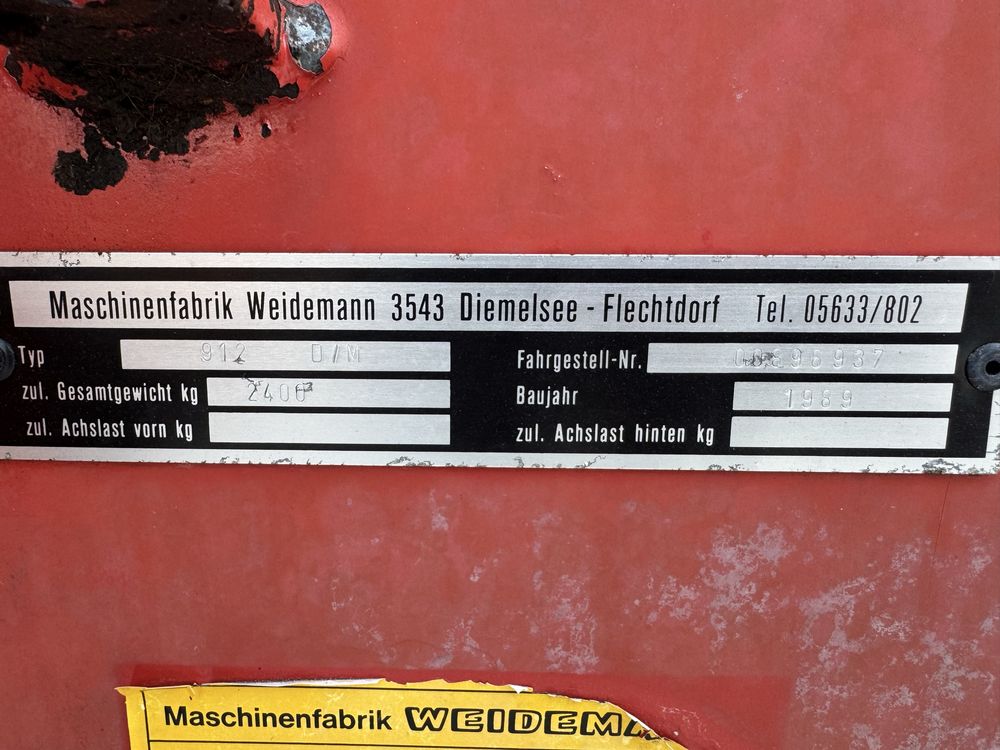 Maschinenfabrik Weidemann 3543 Diemelsee - Flechtdorf Tel. 05633/802
Typ 912 D/M Fahrgestell-Nr. 00896937
zul. Gesamtgewicht kg 2400 Baujahr 1989
zul. Achslast vorn kg zul. Achslast hinten kg
Maschinenfabrik